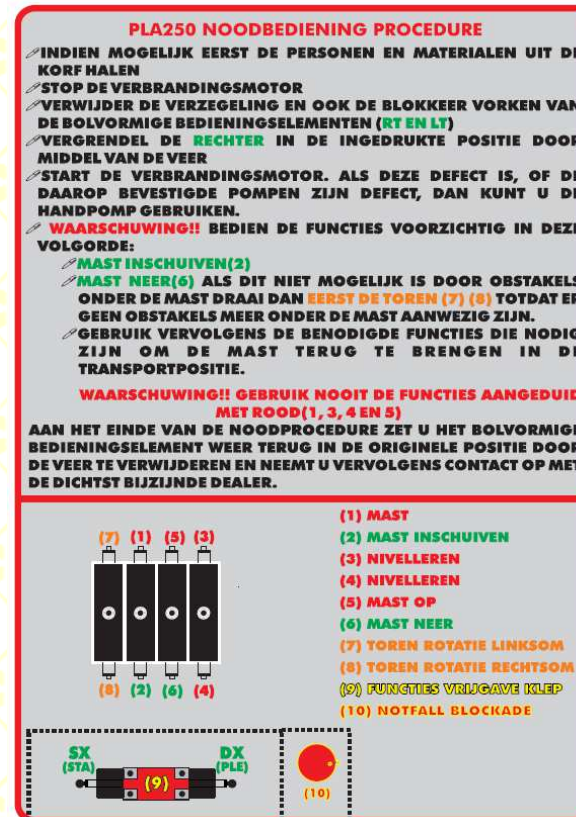 PLA250 NOODBEDIENING PROCEDURE
INDIEN MOGELIJK EERST DE PERSONEN EN MATERIALEN UIT
KORF HALEN
STOP DE VERBRANDINGSMOTOR
VERWIJDER DE VERZEGELING EN OOK DE BLOKKEER VORKEN VAN
DE BOLVORMIGE BEDIENINGSELEMENTEN (RT EN LT)
VERGRENDEL DE RECHTER IN DE INGEDRUKTE POSITIE DOOR
MIDDEL VAN DE VEER
START DE VERBRANDINGSMOTOR. ALS DEZE DEFECT IS, OF
DAAROP BEVESTIGDE POMPEN ZIJN DEFECT, DAN KUNT U
HANDPOMP GEBRUIKEN.
WAARSCHUWING!! BEDIEN DE FUNCTIES VOORZICHTIG IN
VOLGORDE:
MAST INSCHUIVEN(2)
MAST NEER(6) ALS DIT NIET MOGELIJK IS DOOR OBSTAKELS
ONDER DE MAST DRAAI DAN EERST DE TOREN (7) (8) TOTDAT
GEEN OBSTAKELS MEER ONDER DE MAST AANWEZIG ZIJN.
GEBRUIK VERVOLGENS DE BENODIGDE FUNCTIES DIE NODIG
ZIJN OM DE MAST TERUG TE BRENGEN IN
TRANSPORTPOSITIE.
WAARSCHUWING!! GEBRUIK NOOIT DE FUNCTIES AANGEDUID
MET ROOD(1, 3, 4 EN 5)
AAN HET EINDE VAN DE NOODPROCEDURE ZET U HET BOLVORMIGE
BEDIENINGSELEMENT WEER TERUG IN DE ORIGINELE POSITIE DOOR
DE VEER TE VERWIJDEREN EN NEEMT U VERVOLGENS CONTACT OP MET
DE DICHTST BIJZIJNDE DEALER.
(7) (1) (5) (3)
(8) (2) (6) (4)
(1) MAST
(2) MAST INSCHUIVEN
(3) NIVELLEREN
(4) NIVELLEREN
(5) MAST OP
(6) MAST NEER
(7) TOREN ROTATIE LINKSOM
(8) TOREN ROTATIE RECHTSOM
(9) FUNCTIES VRIJGAVE KLEP
(10) NOTFALL BLOCKADE
SX DX
(STA) (PLE)
(9)
(10)